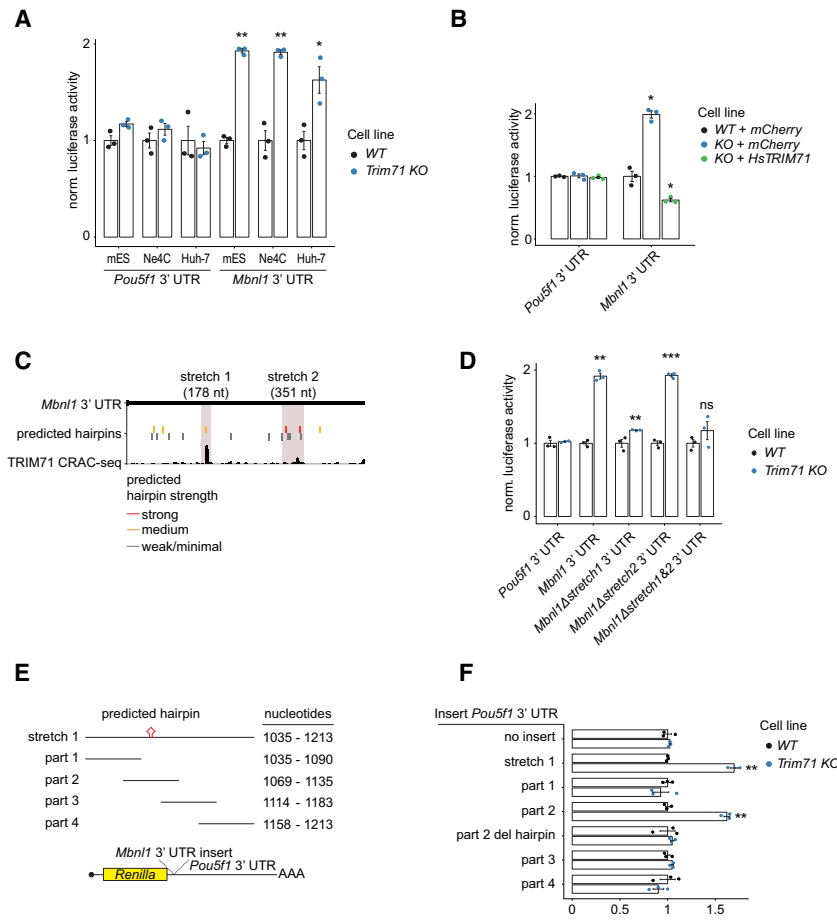 A
norm. luciferase activity
2
1
0
** ** *
mES Ne4C Huh-7 mES Ne4C Huh-7
Pou5f1 3' UTR Mbnl1 3' UTR
Cell line
WT
Trim71 KO
B
norm. luciferase activity
2
1
0
*
*
Pou5f1 3' UTR
Mbnl1 3' UTR
Cell line
WT + mCherry
KO + mCherry
KO + HsTRIM71
C
stretch 1 stretch 2
(178 nt) (351 nt)
Mbnl1 3' UTR
predicted hairpins
TRIM71 CRAC-seq
predicted
hairpin strength
strong
medium
weak/minimal
D
norm. luciferase activity
2
1
0
** ** *** ns
Pou5f1 3' UTR
Mbnl1 3' UTR
Mbnl1Δstretch1 3' UTR
Mbnl1Δstretch2 3' UTR
Mbnl1Δstretch1&2 3' UTR
Cell line
WT
Trim71 KO
E
predicted hairpin nucleotides
stretch 1 1035 - 1213
part 1 1035 - 1090
part 2 1069 - 1135
part 3 1114 - 1183
part 4 1158 - 1213
Mbnl1 3' UTR insert
Pou5f1 3' UTR
Renilla AAA
F
Insert Pou5f1 3' UTR
no insert
stretch 1 **
part 1
part 2 **
part 2 del hairpin
part 3
part 4
0 0.5 1 1.5
Cell line
WT
Trim71 KO